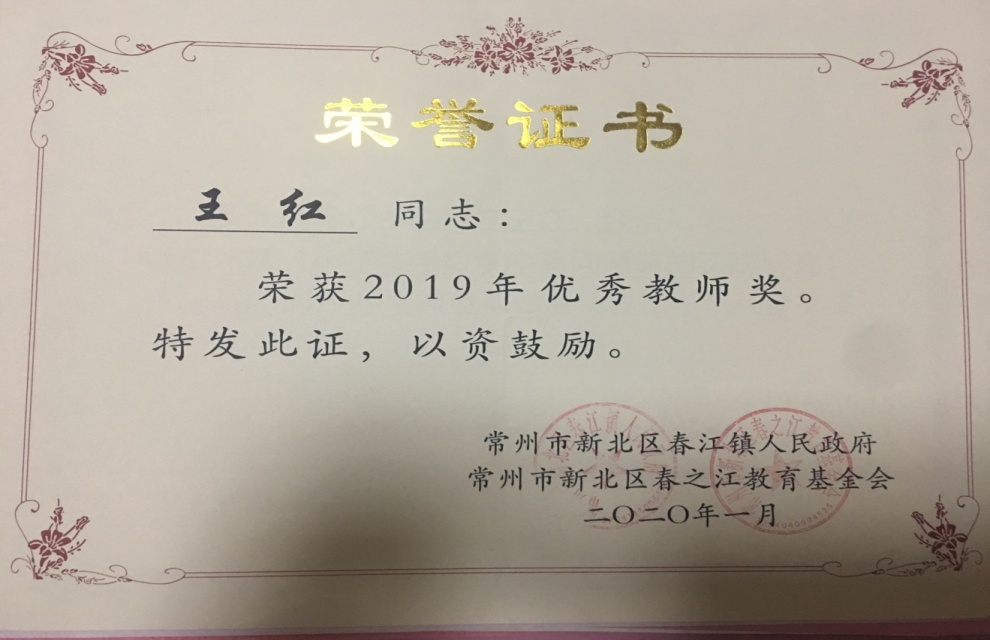 荣誉证书
王 红 同志：
荣获2019年优秀教师奖。
特发此证，以资鼓励。
常州市新北区春江镇人民政府
常州市新北区春之江教育基金会
二〇二〇年一月